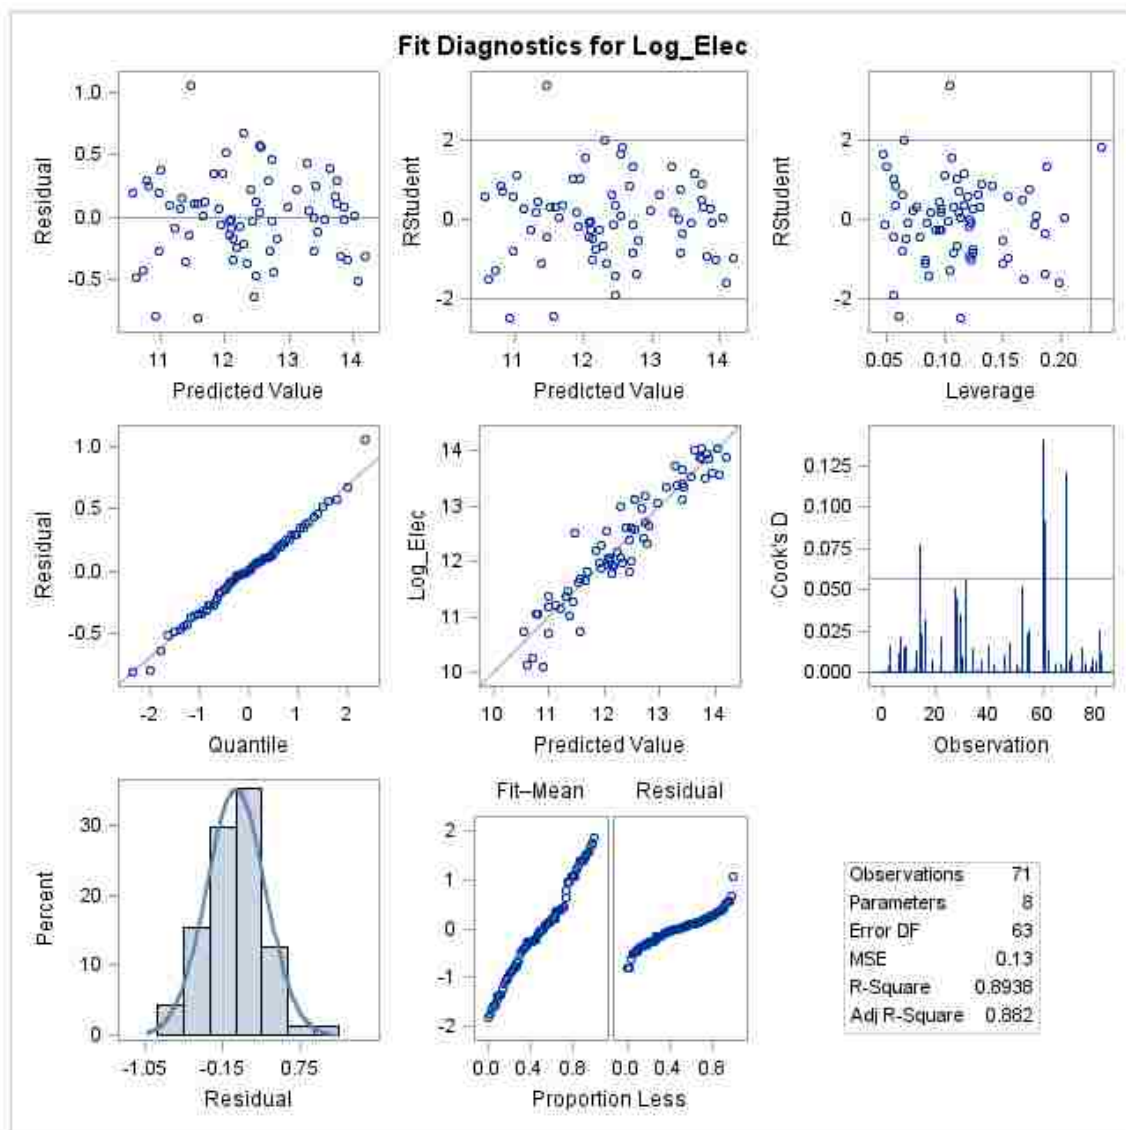 Fit Diagnostics for Log_Elec
1.0
0.5
0.0
-0.5
Residual
11 12 13 14
Predicted Value
2
0
-2
RStudent
11 12 13 14
Predicted Value
2
0
-2
RStudent
0.05 0.10 0.15 0.20
Leverage
1.0
0.5
0.0
-0.5
Residual
-2 -1 0 1 2
Quantile
14
13
12
11
10
Log_Elec
10 11 12 13 14
Predicted Value
0.125
0.100
0.075
0.050
0.025
0.000
Cook's D
0 20 40 60 80
Observation
30
20
10
0
Percent
-1.05 -0.15 0.75
Residual
Fit–Mean Residual
2
1
0
-1
-2
0.0 0.4 0.8 0.0 0.4 0.8
Proportion Less
Observations 71
Parameters 8
Error DF 63
MSE 0.13
R-Square 0.8938
Adj R-Square 0.882